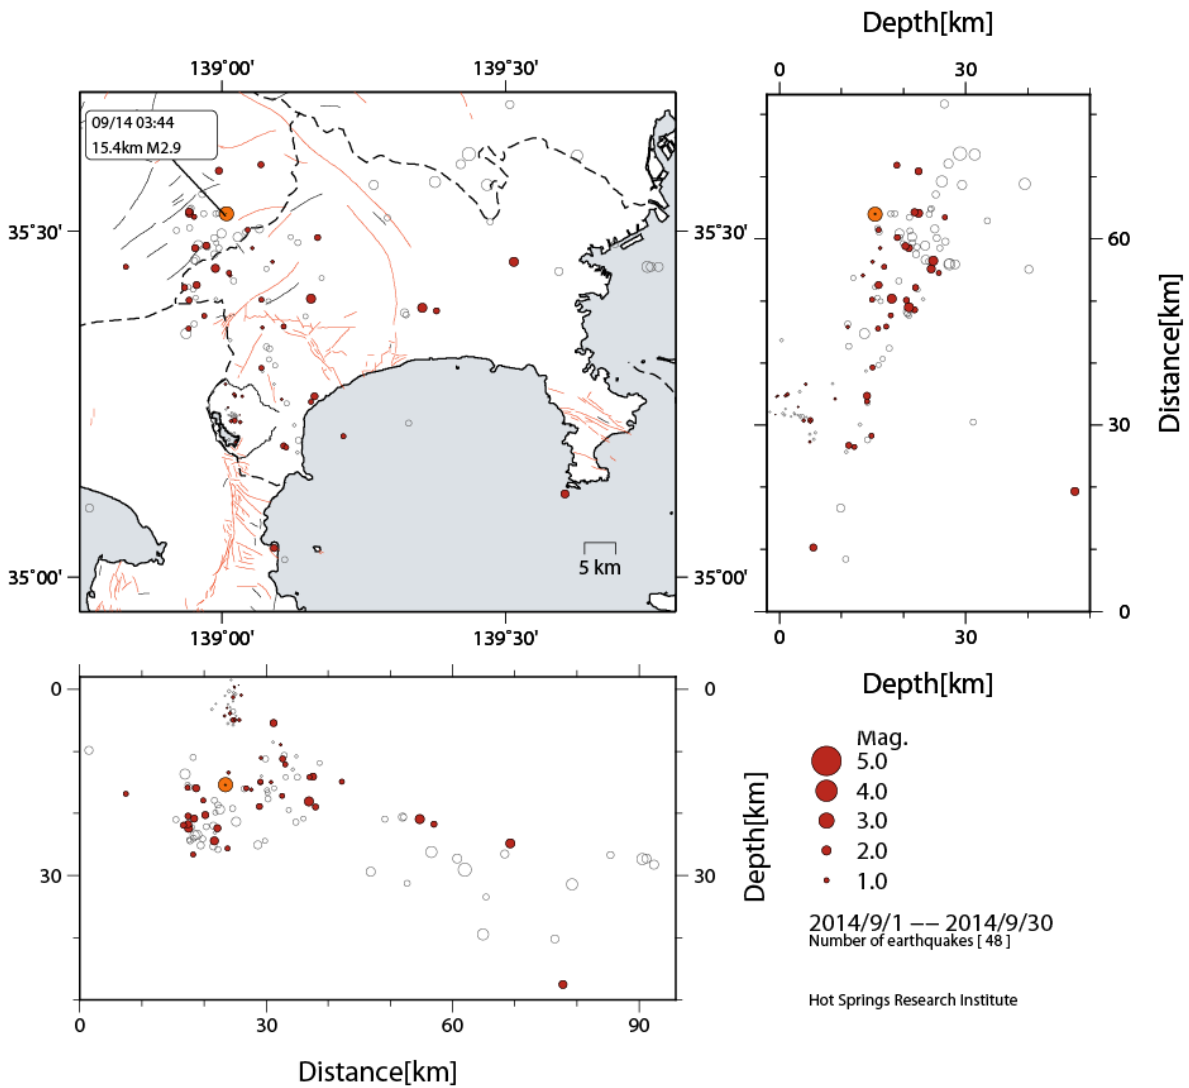 Depth[km]
0 30
139°00' 139°30'
09/14 03:44
15.4km M2.9
35°30'
35°30'
60
30
Distance[km]
5 km
35°00'
35°00'
0
139°00' 139°30'
0 30
Depth[km]
0
0
30
30
Depth[km]
0 30 60 90
Distance[km]
Mag.
5.0
4.0
3.0
2.0
1.0
2014/9/1 −− 2014/9/30
Number of earthquakes [ 48 ]
Hot Springs Research Institute